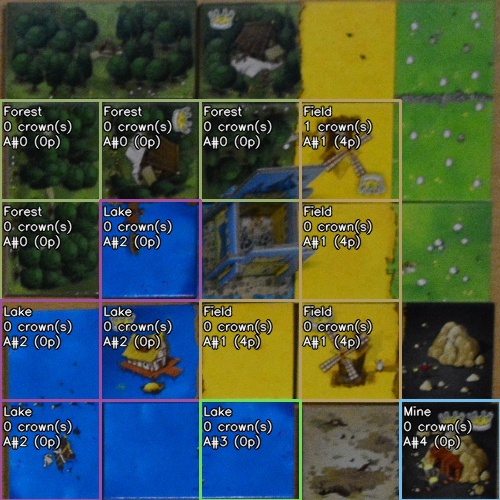 Forest
0 crown(s)
A#0 (0p)
Forest
0 crown(s)
A#0 (0p)
Forest
0 crown(s)
A#0 (0p)
Field
1 crown(s)
A#1 (4p)
Forest
0 crown(s)
A#0 (0p)
Lake
0 crown(s)
A#2 (0p)
Field
0 crown(s)
A#1 (4p)
Lake
0 crown(s)
A#2 (0p)
Lake
0 crown(s)
A#2 (0p)
Field
0 crown(s)
A#1 (4p)
Field
0 crown(s)
A#1 (4p)
Lake
0 crown(s)
A#2 (0p)
Lake
0 crown(s)
A#3 (0p)
Mine
0 crown(s)
A#4 (0p)